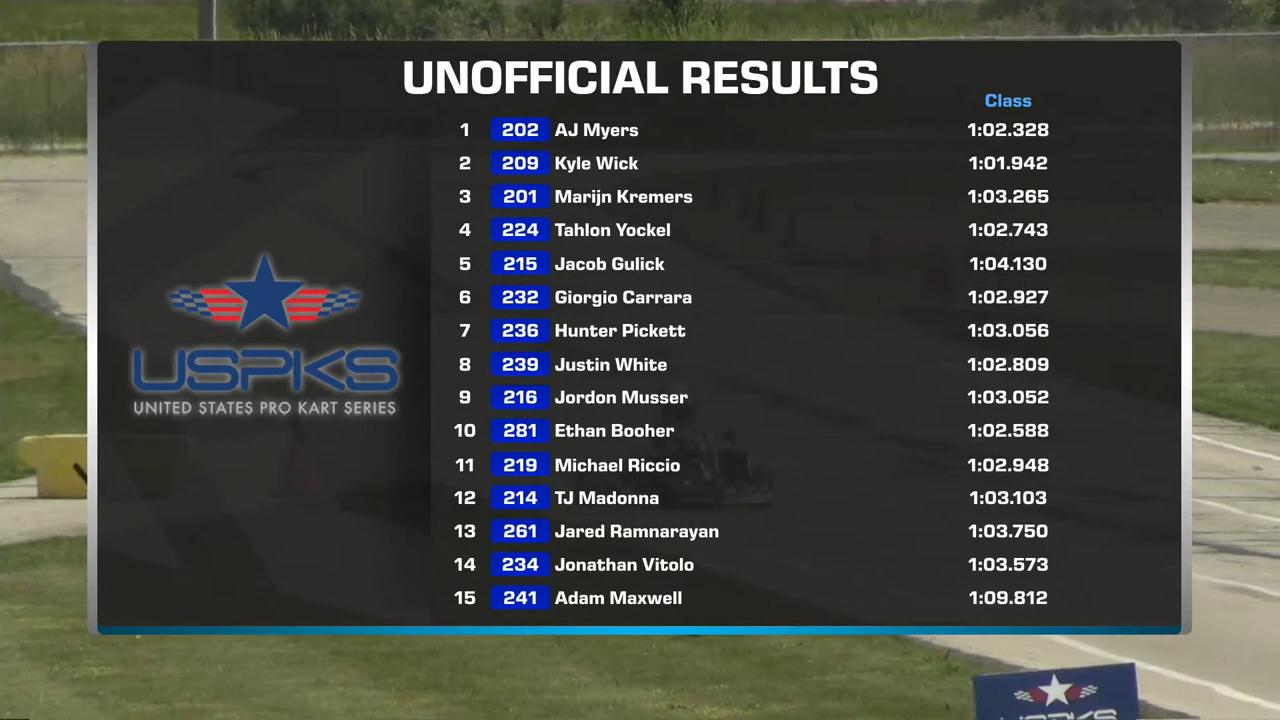 UNOFFICIAL RESULTS
Class
1 202 AJ Myers 1:02.328
2 209 Kyle Wick 1:01.942
3 201 Marijn Kremers 1:03.265
4 224 Tahlon Yockel 1:02.743
5 215 Jacob Gulick 1:04.130
6 232 Giorgio Carrara 1:02.927
7 236 Hunter Pickett 1:03.056
8 239 Justin White 1:02.809
9 216 Jordon Musser 1:03.052
10 281 Ethan Booher 1:02.588
11 219 Michael Riccio 1:02.948
12 214 TJ Madonna 1:03.103
13 261 Jared Ramnarayan 1:03.750
14 234 Jonathan Vitolo 1:03.573
15 241 Adam Maxwell 1:09.812
USPKS
UNITED STATES PRO KART SERIES
USPKS